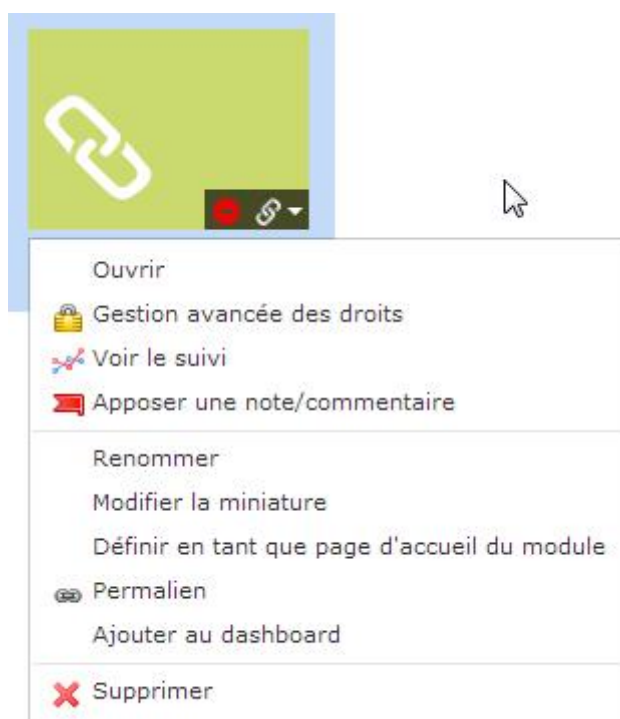 Ouvrir
Gestion avancée des droits
Voir le suivi
Apposer une note/commentaire
Renommer
Modifier la miniature
Définir en tant que page d'accueil du module
Permalien
Ajouter au dashboard
Supprimer